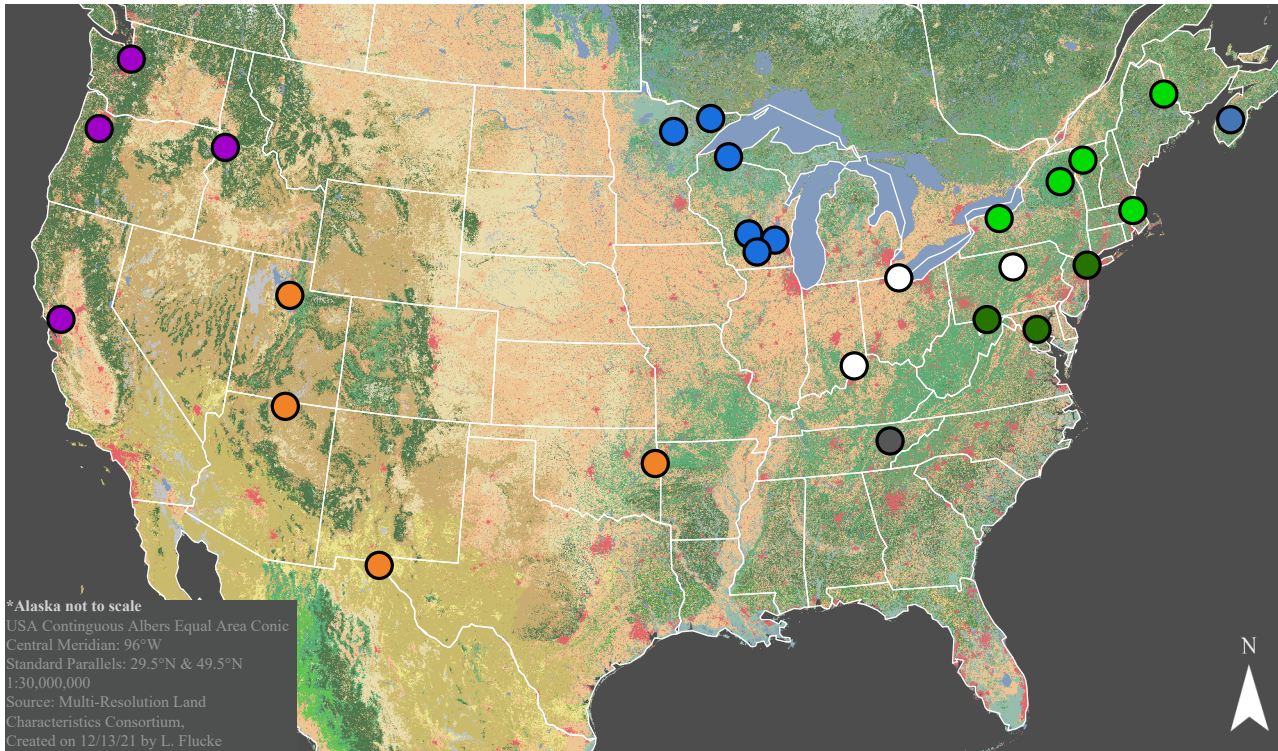 N
*Alaska not to scale
USA Continguous Albers Equal Area Conic
Central Meridian: 96°W
Standard Parallels: 29.5°N & 49.5°N
1:30,000,000
Source: Multi-Resolution Land
Characteristics Consortium,
Created on 12/13/21 by L. Flucke